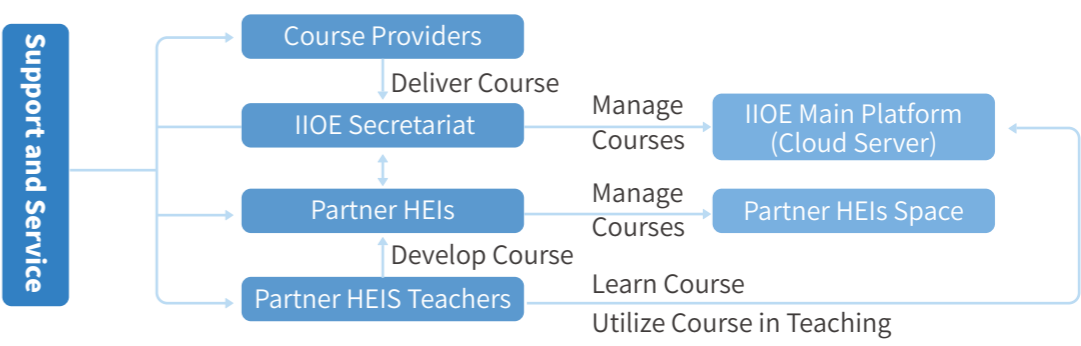 Support and Service
Course Providers
Deliver Course
IIOE Secretariat
Manage
Courses
IIOE Main Platform
(Cloud Server)
Partner HEIs
Manage
Courses
Partner HEIs Space
Develop Course
Partner HEIS Teachers
Learn Course
Utilize Course in Teaching